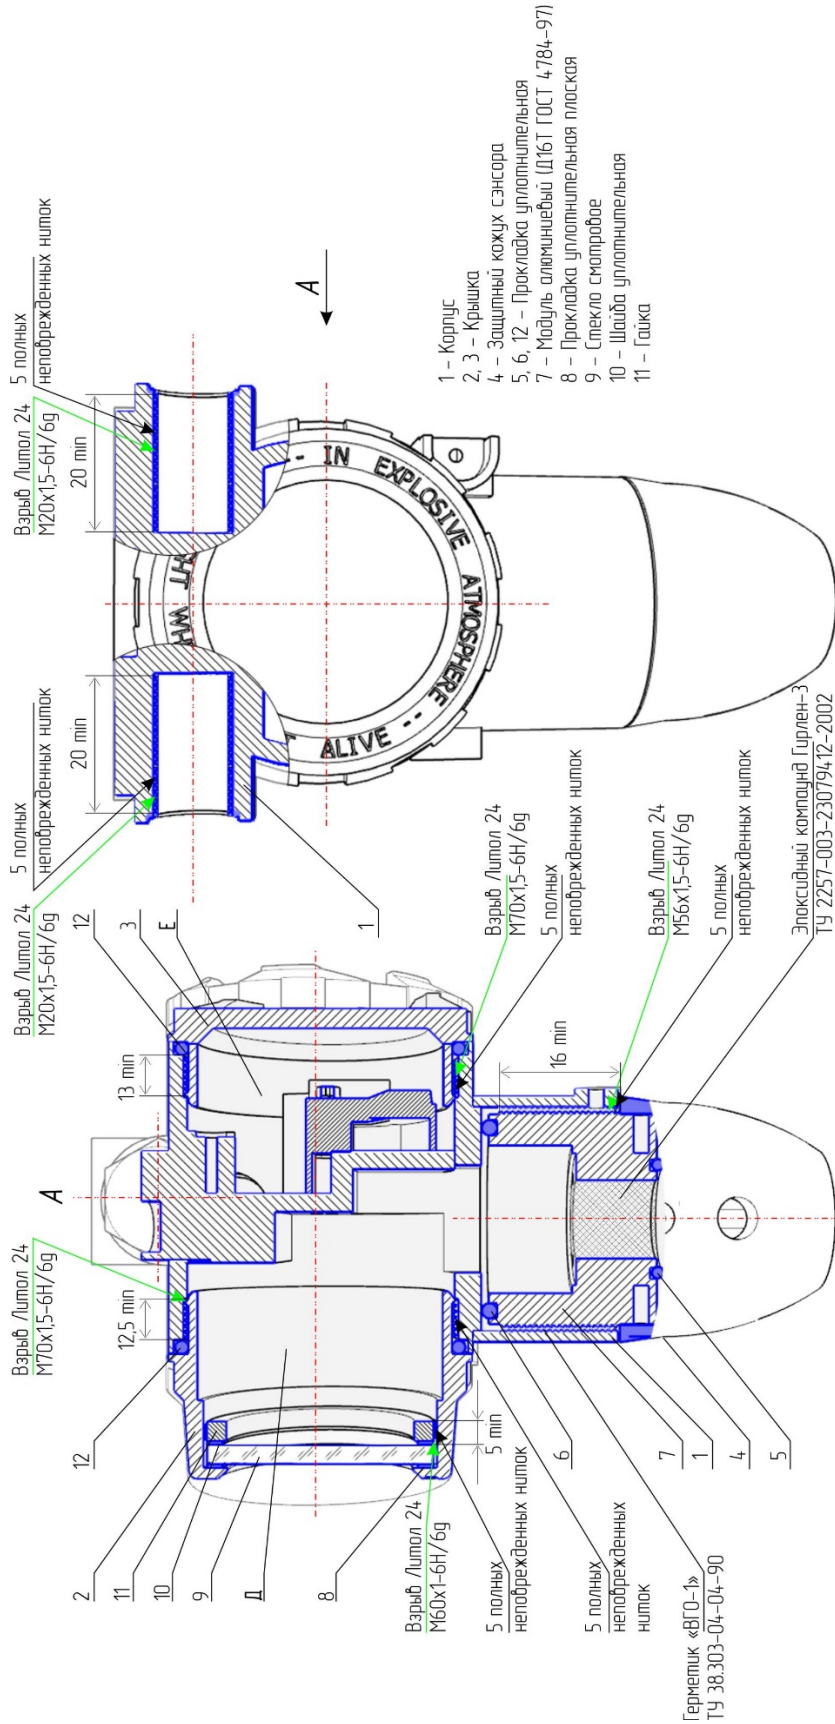 Взрыв Литол 24
М20х1,5-6Н/6g
5 полных
неповрежденных ниток
20 min
5 полных
неповрежденных ниток
Взрыв Литол 24
М20х1,5-6Н/6g
20 min
А
IN EXPLOSIVE ATMOSPHERE -- 
ALIVE
1
1 – Корпус
2, 3 – Крышка
4 – Защитный кожух сэнсора
5, 6, 12 – Прокладка уплотнительная
7 – Модуль алюминиевый (Д16Т ГОСТ 4784-97)
8 – Прокладка уплотнительная плоская
9 – Стекло смотровое
10 – Шайба уплотнительная
11 – Гайка
А
12
3
Е
13 min
Взрыв Литол 24
М70х1,5-6Н/6g
12,5 min
12
2
11
10
9
Д
8
Взрыв Литол 24
М70х1,5-6Н/6g
5 полных
неповрежденных ниток
16 min
Взрыв Литол 24
М56х1,5-6Н/6g
5 полных
неповрежденных ниток
Эпоксидный компаунд Гирлен-3
ТУ 2257-003-23079412-2002
5 min
Взрыв Литол 24
М60х1-6Н/6g
5 полных
неповрежденных ниток
6
5 полных
неповрежденных
ниток
7
1
4
5
Герметик «ВГО-1»
ТУ 38.303-04-04-90